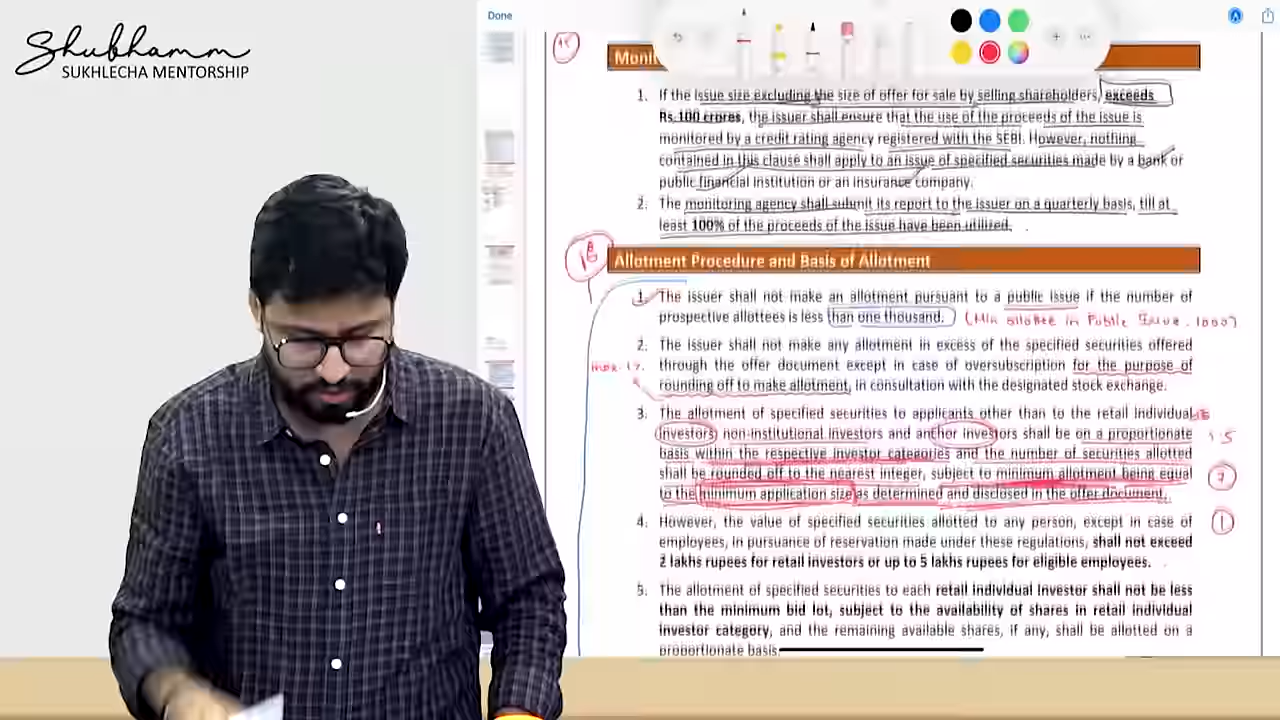 Shubhamm
SUKHLECHA MENTORSHIP
Done
Monit
1. If the issue size excluding the size of offer for sale by selling shareholders, exceeds
Rs.100 crores, the issuer shall ensure that the use of the proceeds of the issue is
monitored by a credit rating agency registered with the SEBI. However, nothing
contained in this clause shall apply to an issue of specified securities made by a bank or
public financial institution or an insurance company.
2. The monitoring agency shall submit its report to the issuer on a quarterly basis, till at
least 100% of the proceeds of the issue have been utilized.
18
Allotment Procedure and Basis of Allotment
1. The issuer shall not make an allotment pursuant to a public issue if the number of
prospective allottees is less than one thousand. (Min allottee in Public Issue. 1000)
2. The issuer shall not make any allotment in excess of the specified securities offered
through the offer document except in case of oversubscription for the purpose of
max. 1%
rounding off to make allotment, in consultation with the designated stock exchange.
3. The allotment of specified securities to applicants other than to the retail individual
investors, non-institutional investors and anchor investors shall be on a proportionate
1.5
basis within the respective investor categories and the number of securities allotted
shall be rounded off to the nearest integer, subject to minimum allotment being equal
to the minimum application size as determined and disclosed in the offer document.
4. However, the value of specified securities allotted to any person, except in case of
1
employees, in pursuance of reservation made under these regulations, shall not exceed
2 lakhs rupees for retail investors or up to 5 lakhs rupees for eligible employees.
5. The allotment of specified securities to each retail individual investor shall not be less
than the minimum bid lot, subject to the availability of shares in retail individual
investor category, and the remaining available shares, if any, shall be allotted on a
proportionate basis.